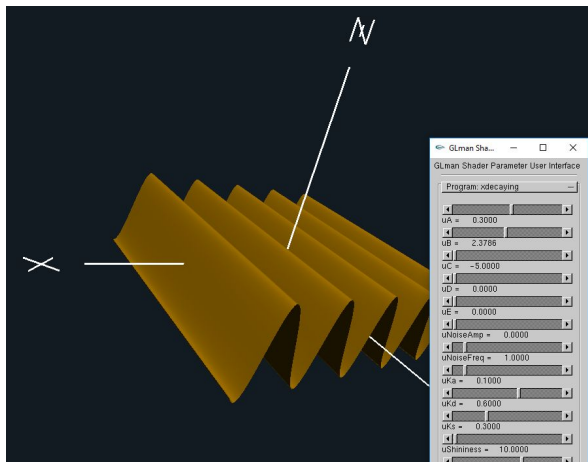 X
GLman Sha...
GLman Shader Parameter User Interface
Program: xdecaying
uA = 0.3000
uB = 2.3786
uC = -5.0000
uD = 0.0000
uE = 0.0000
uNoiseAmp = 0.0000
uNoiseFreq = 1.0000
uKa = 0.1000
uKd = 0.6000
uKs = 0.3000
uShininess = 10.0000